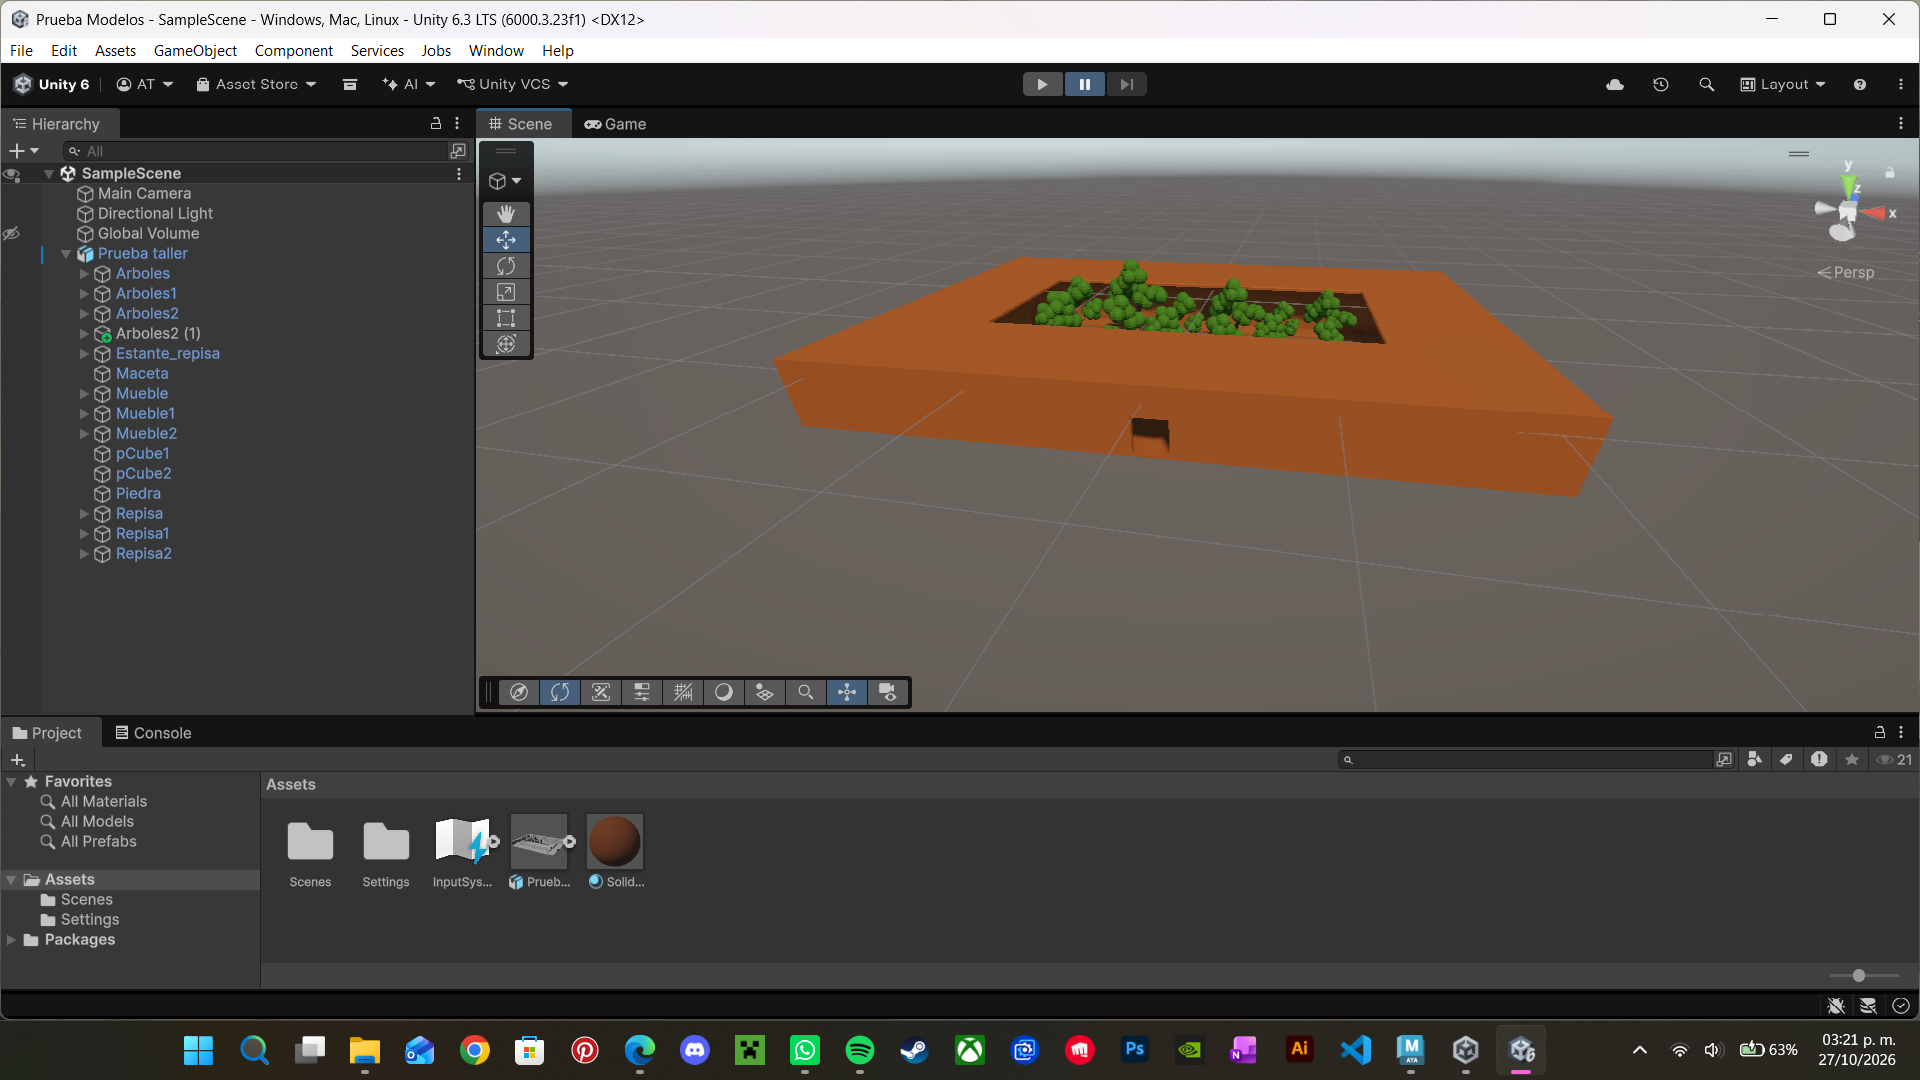 Prueba Modelos - SampleScene - Windows, Mac, Linux - Unity 6.3 LTS (6000.3.23f1) <DX12>
File Edit Assets GameObject Component Services Jobs Window Help
Unity 6 AT Asset Store AI Unity VCS Layout
Hierarchy
Scene Game
All
SampleScene
Main Camera
Directional Light
Global Volume
Prueba taller
Arboles
Arboles1
Arboles2
Arboles2 (1)
Estante_repisa
Maceta
Mueble
Mueble1
Mueble2
pCube1
pCube2
Piedra
Repisa
Repisa1
Repisa2
y
z
x
Persp
Project Console
21
Favorites
All Materials
All Models
All Prefabs
Assets
Scenes
Settings
Packages
Assets
Scenes Settings InputSys... Prueb... Solid...
63%
03:21 p. m.
27/10/2026